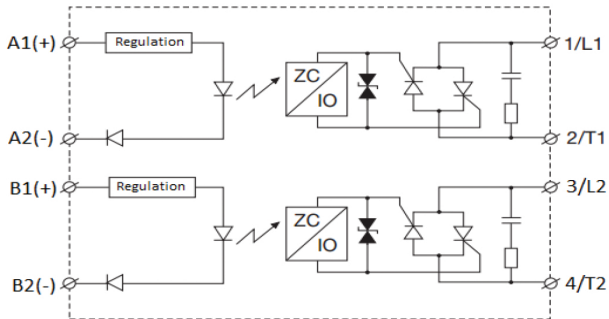 A1(+)
Regulation
ZC
IO
1/L1
A2(-)
2/T1
B1(+)
Regulation
ZC
IO
3/L2
B2(-)
4/T2